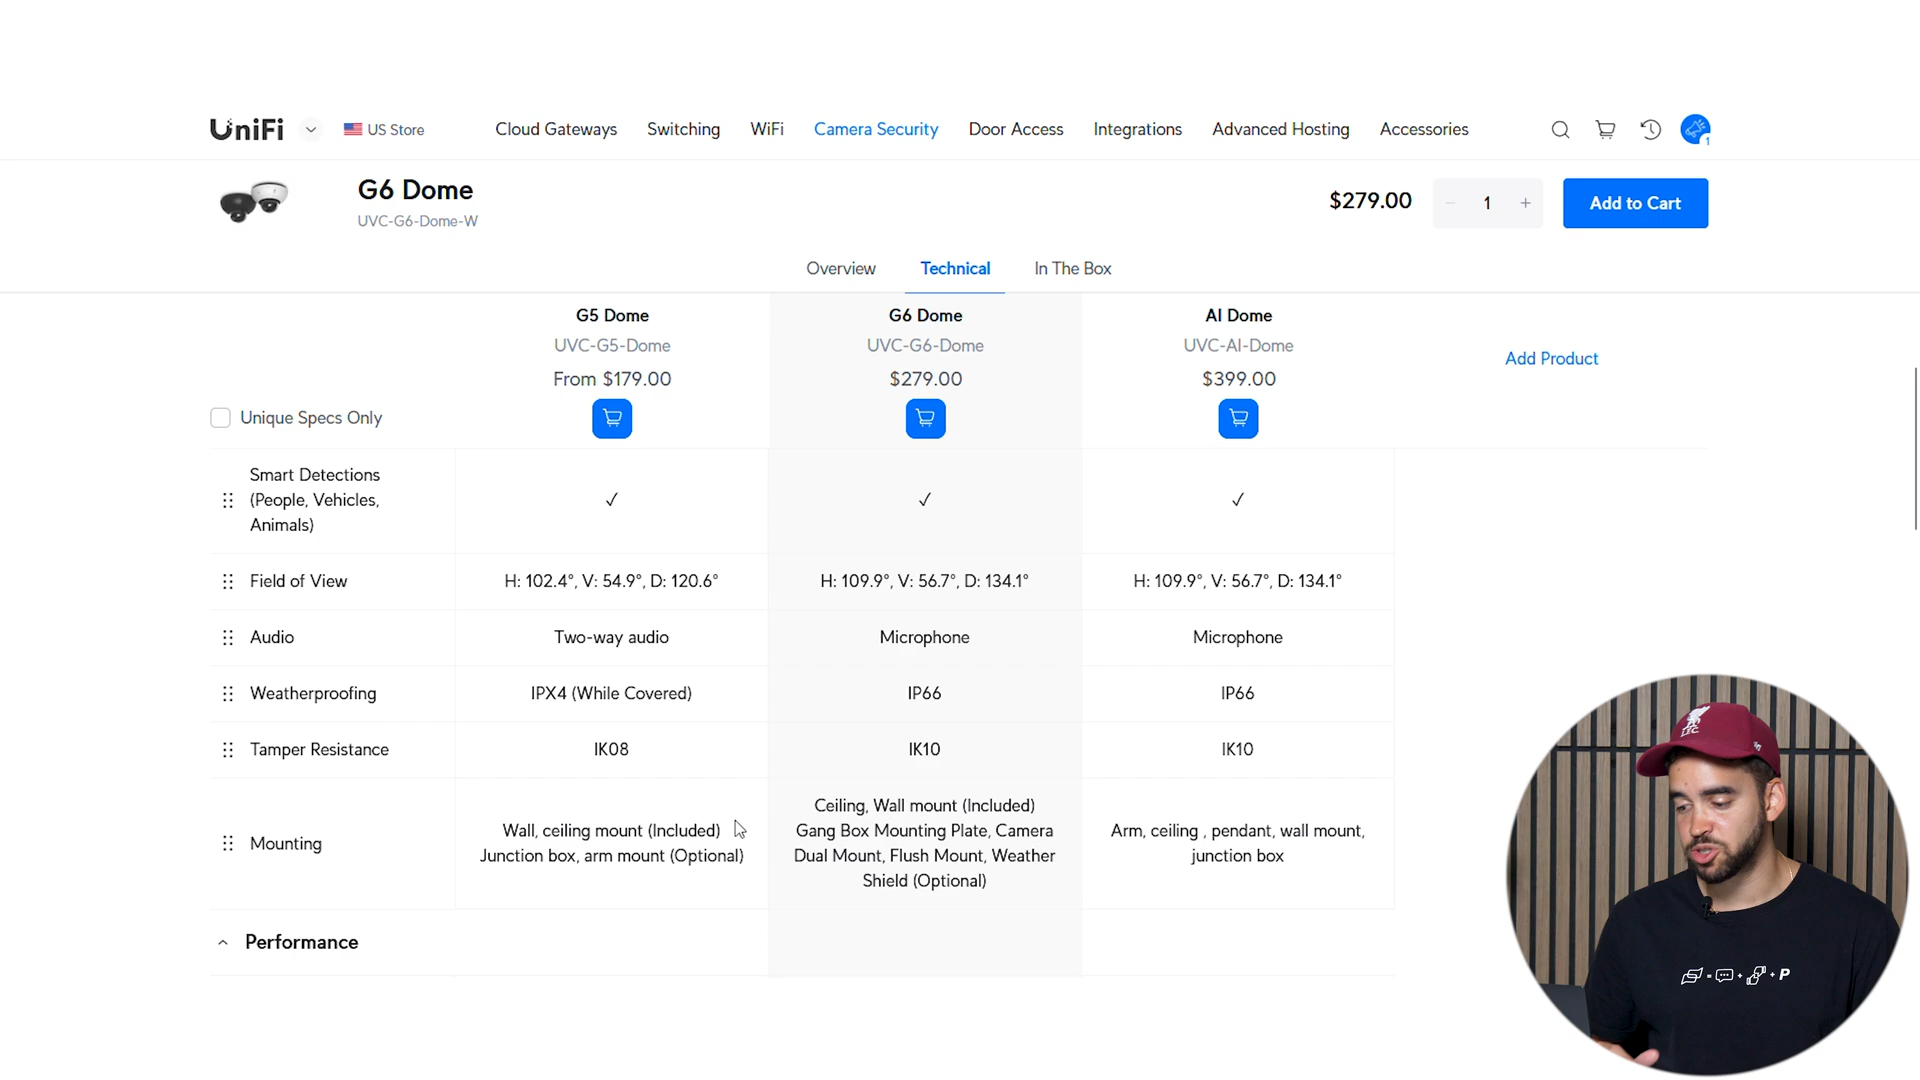 UniFi
US Store
Cloud Gateways
Switching
WiFi
Camera Security
Door Access
Integrations
Advanced Hosting
Accessories
1
G6 Dome
UVC-G6-Dome-W
$279.00
− 1 +
Add to Cart
Overview
Technical
In The Box
G5 Dome
UVC-G5-Dome
From $179.00
G6 Dome
UVC-G6-Dome
$279.00
AI Dome
UVC-AI-Dome
$399.00
Add Product
Unique Specs Only
Smart Detections
(People, Vehicles,
Animals)
✓ ✓ ✓
Field of View
H: 102.4°, V: 54.9°, D: 120.6°
H: 109.9°, V: 56.7°, D: 134.1°
H: 109.9°, V: 56.7°, D: 134.1°
Audio
Two-way audio
Microphone
Microphone
Weatherproofing
IPX4 (While Covered)
IP66
IP66
Tamper Resistance
IK08
IK10
IK10
Mounting
Wall, ceiling mount (Included)
Junction box, arm mount (Optional)
Ceiling, Wall mount (Included)
Gang Box Mounting Plate, Camera
Dual Mount, Flush Mount, Weather
Shield (Optional)
Arm, ceiling , pendant, wall mount,
junction box
Performance
L.F.C.
P